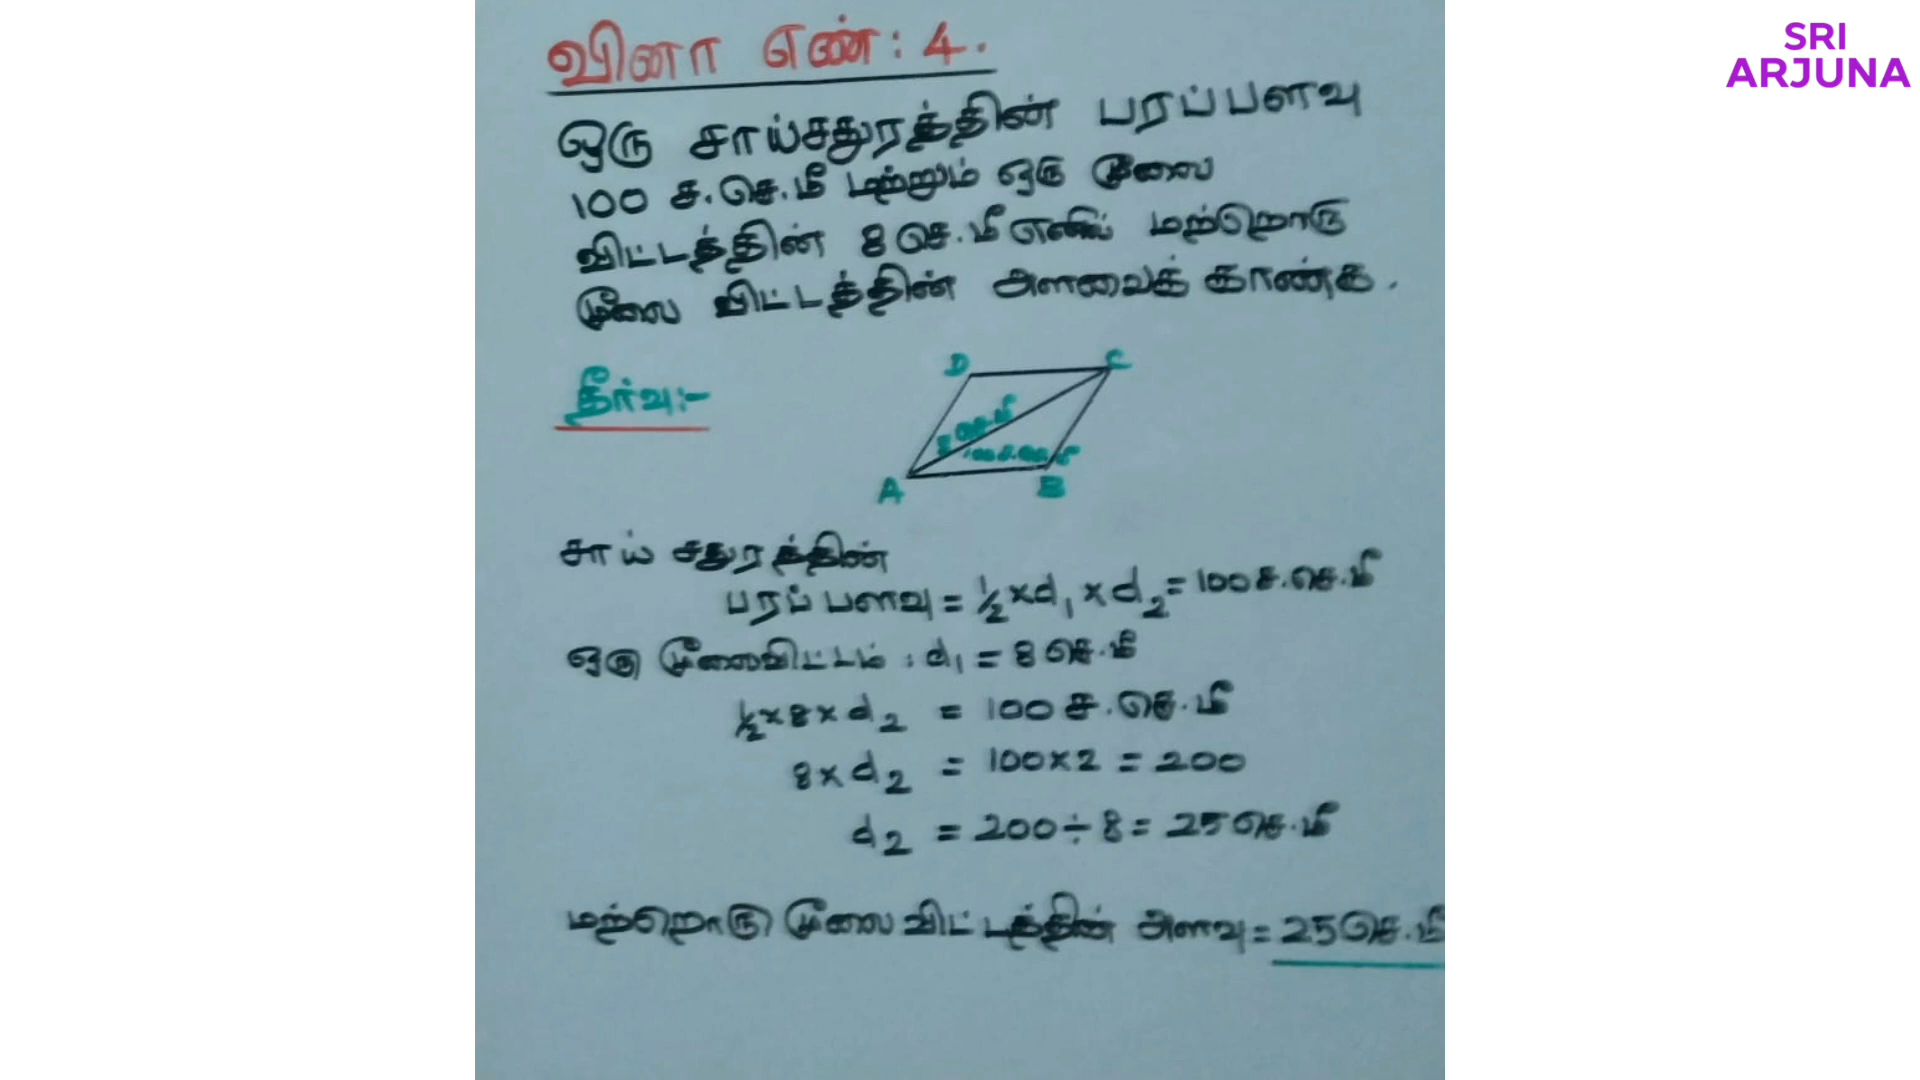 SRI
ARJUNA
வினா எண்: 4.
ஒரு சாய்சதுரத்தின் பரப்பளவு
100 ச.செ.மீ மற்றும் ஒரு மூலை
விட்டத்தின் 8 செ.மீ எனில் மற்றொரு
மூலை விட்டத்தின் அளவைக் காண்க.
தீர்வு:-
D C
8 செ.மீ
100 ச.செ.மீ
A B
சாய் சதுரத்தின்
பரப் பளவு = 1/2 × d₁ × d₂ = 100 ச.செ.மீ
ஒரு மூலைவிட்டம் : d₁ = 8 செ.மீ
1/2 × 8 × d₂ = 100 ச.செ.மீ
8 × d₂ = 100 × 2 = 200
d₂ = 200 ÷ 8 = 25 செ.மீ
மற்றொரு மூலை விட்டத்தின் அளவு = 25 செ.மீ